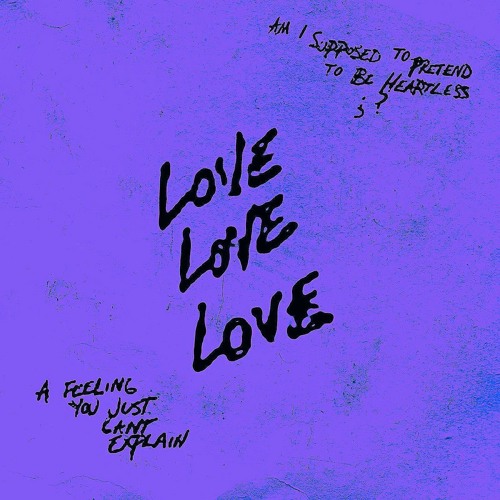 AM I
SUPPOSED TO PRETEND
TO BE HEARTLESS
;?
LOVE
LOVE
LOVE
A FEELING
YOU JUST
CANT
EXPLAIN